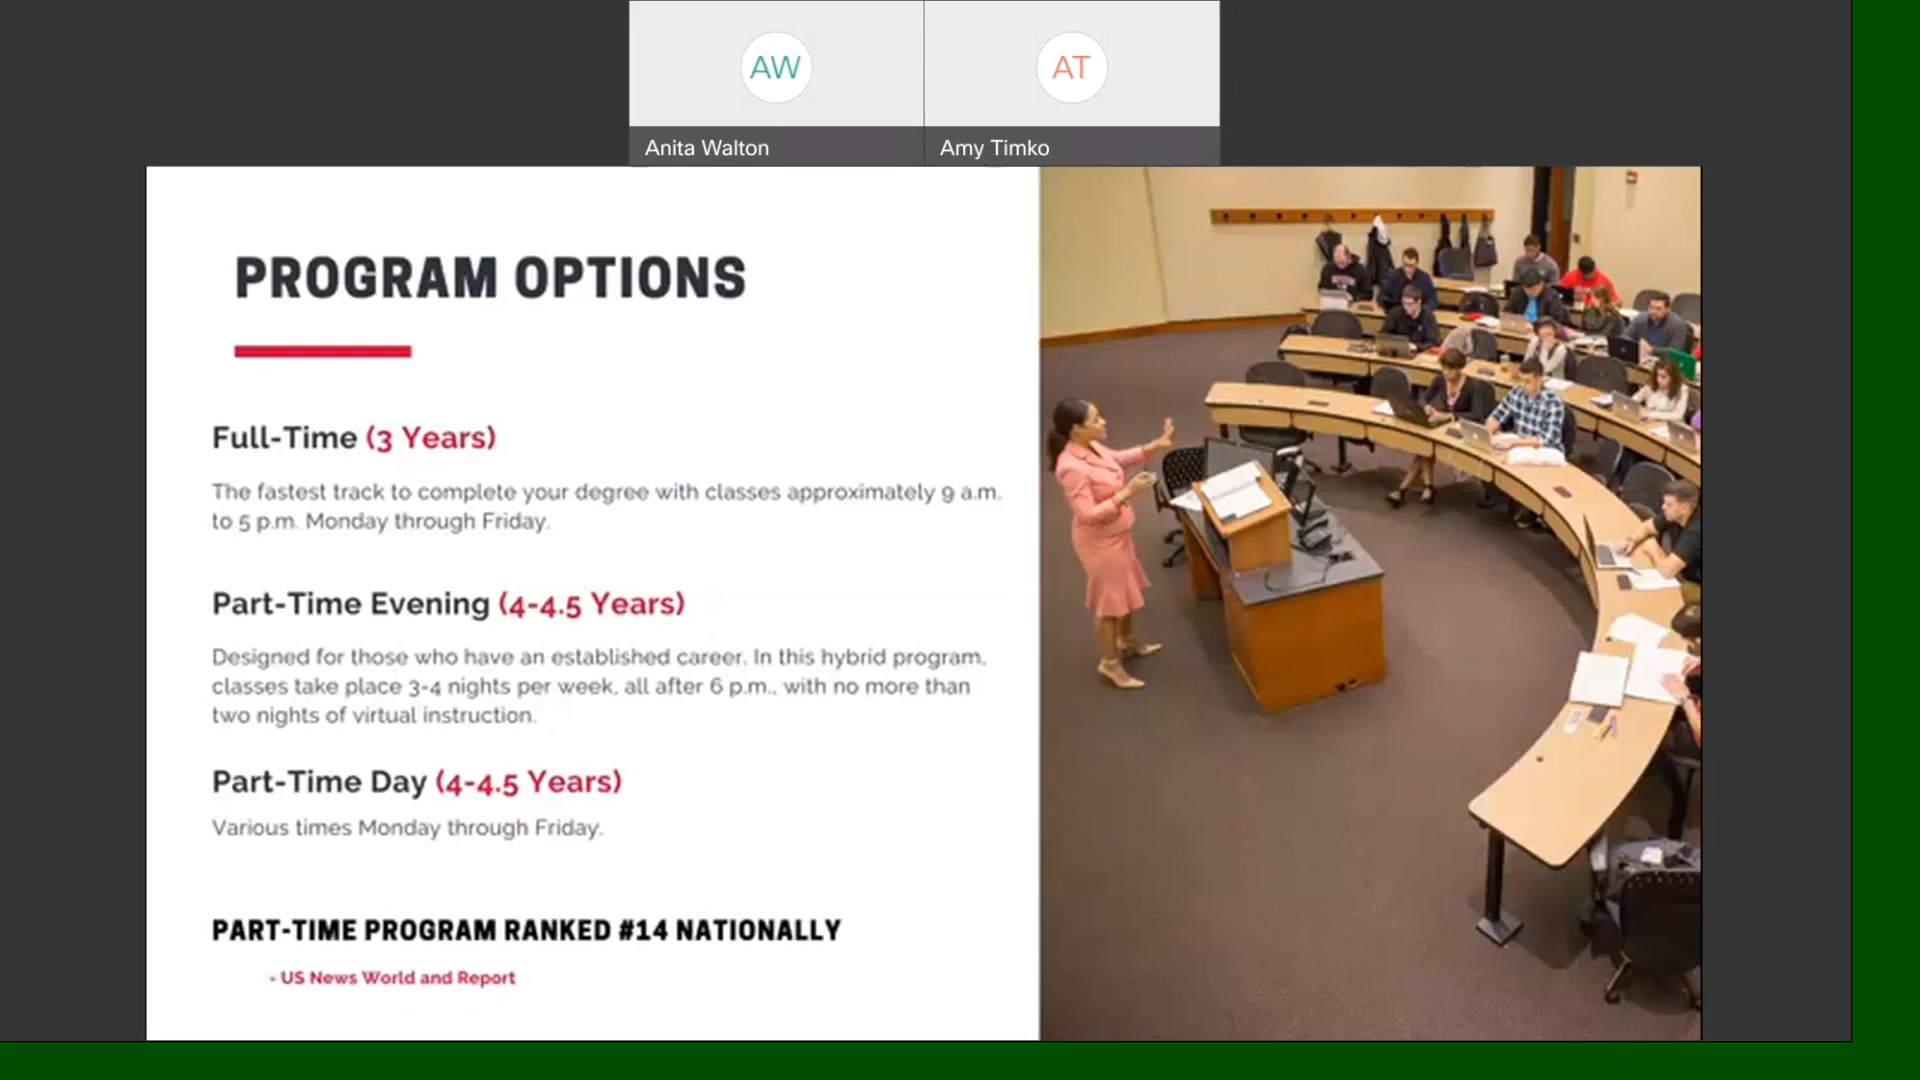 AW
AT
Anita Walton
Amy Timko
PROGRAM OPTIONS
Full-Time (3 Years)
The fastest track to complete your degree with classes approximately 9 a.m.
to 5 p.m. Monday through Friday.
Part-Time Evening (4-4.5 Years)
Designed for those who have an established career. In this hybrid program,
classes take place 3-4 nights per week, all after 6 p.m., with no more than
two nights of virtual instruction.
Part-Time Day (4-4.5 Years)
Various times Monday through Friday.
PART-TIME PROGRAM RANKED #14 NATIONALLY
- US News World and Report